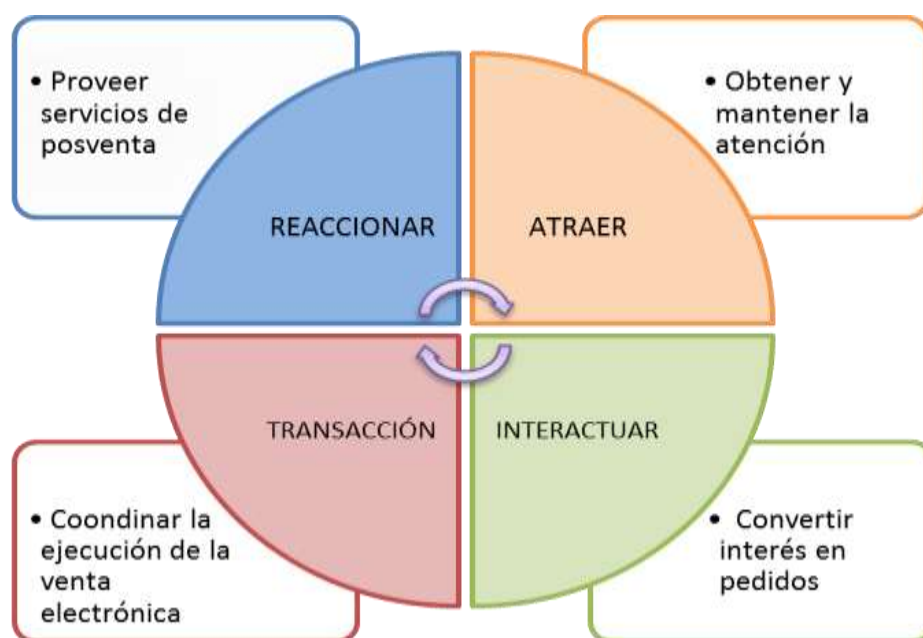 • Proveer
servicios de
posventa
• Obtener y
mantener la
atención
REACCIONAR
ATRAER
TRANSACCIÓN
INTERACTUAR
• Coondinar la
ejecución de la
venta
electrónica
• Convertir
interés en
pedidos